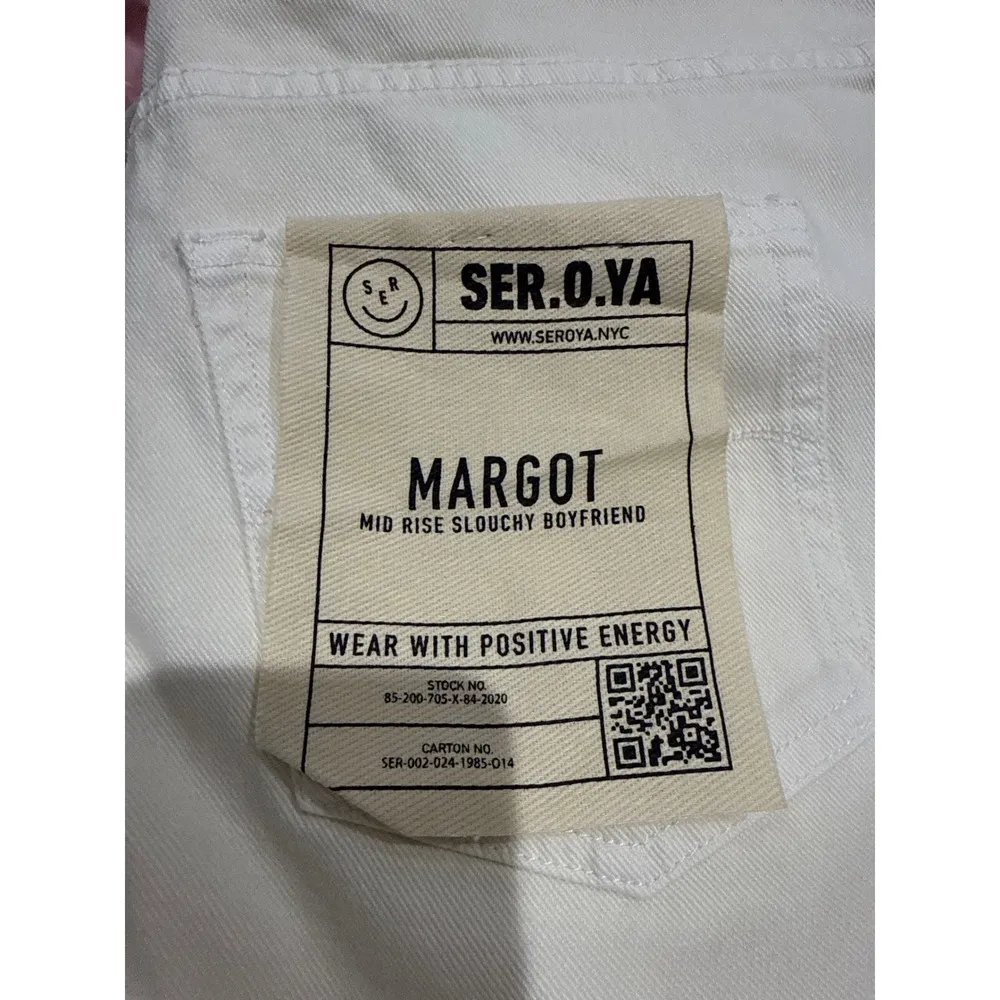 SER
SER.O.YA
WWW.SEROYA.NYC
MARGOT
MID RISE SLOUCHY BOYFRIEND
WEAR WITH POSITIVE ENERGY
STOCK NO.
85-200-705-X-84-2020
CARTON NO.
SER-002-024-1985-014